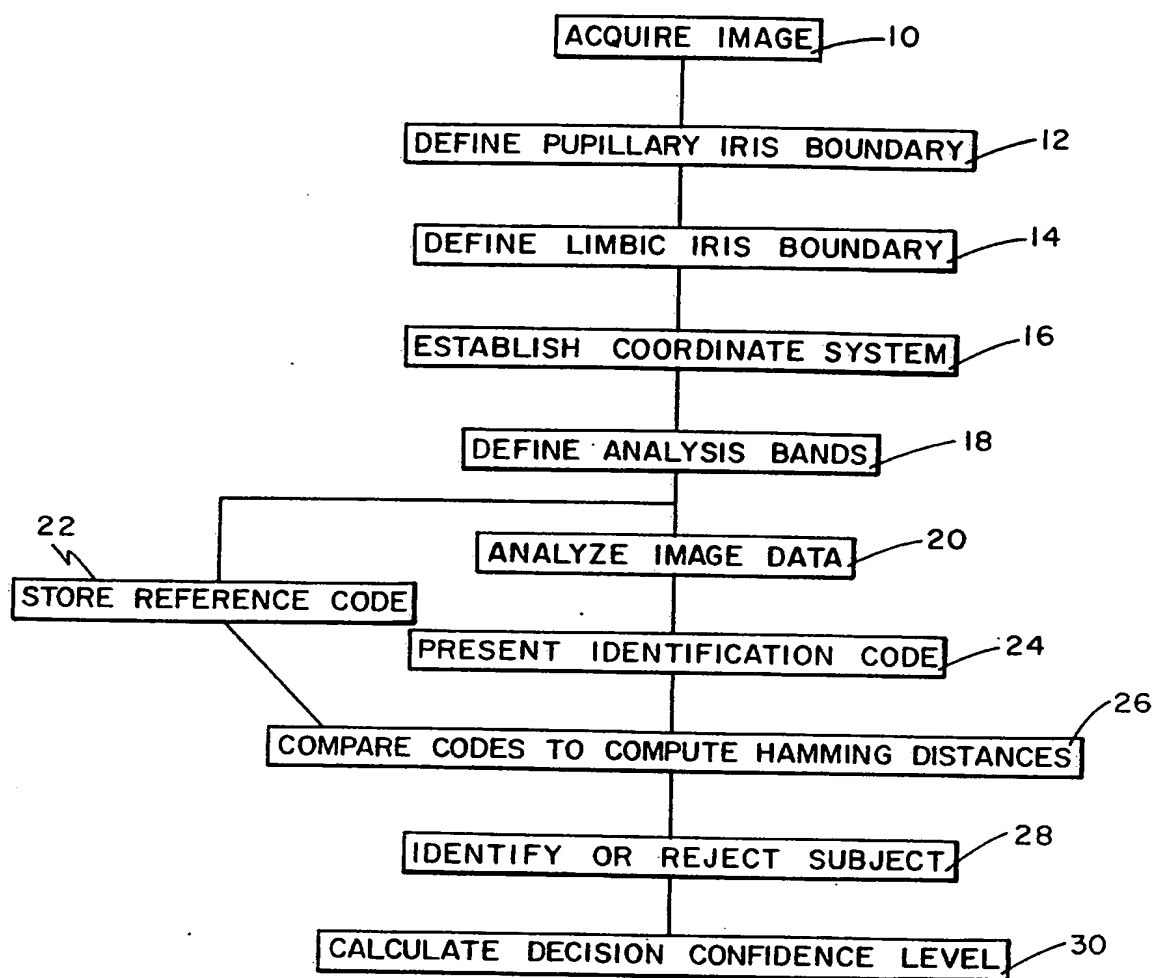 ACQUIRE IMAGE 10
DEFINE PUPILLARY IRIS BOUNDARY 12
DEFINE LIMBIC IRIS BOUNDARY 14
ESTABLISH COORDINATE SYSTEM 16
DEFINE ANALYSIS BANDS 18
22
ANALYZE IMAGE DATA 20
STORE REFERENCE CODE
PRESENT IDENTIFICATION CODE 24
26
COMPARE CODES TO COMPUTE HAMMING DISTANCES
IDENTIFY OR REJECT SUBJECT 28
CALCULATE DECISION CONFIDENCE LEVEL 30